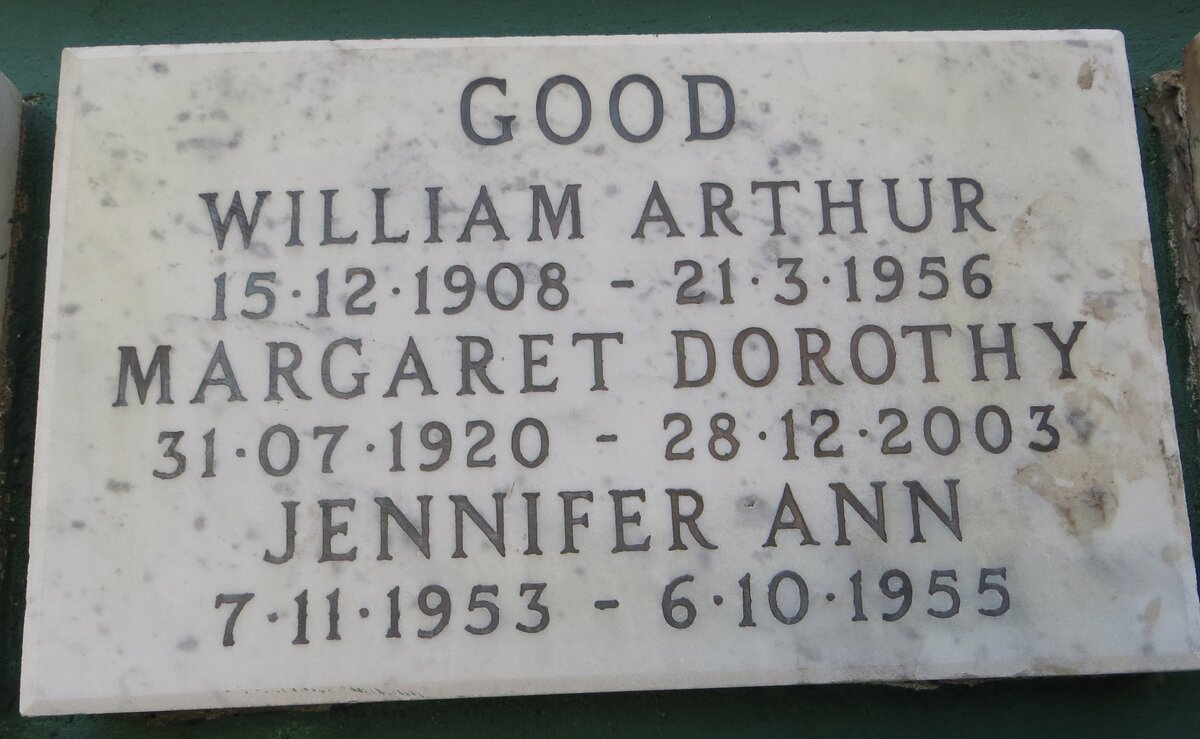 GOOD
WILLIAM ARTHUR
15·12·1908 - 21·3·1956
MARGARET DOROTHY
31·07·1920 - 28·12·2003
JENNIFER ANN
7·11·1953 - 6·10·1955